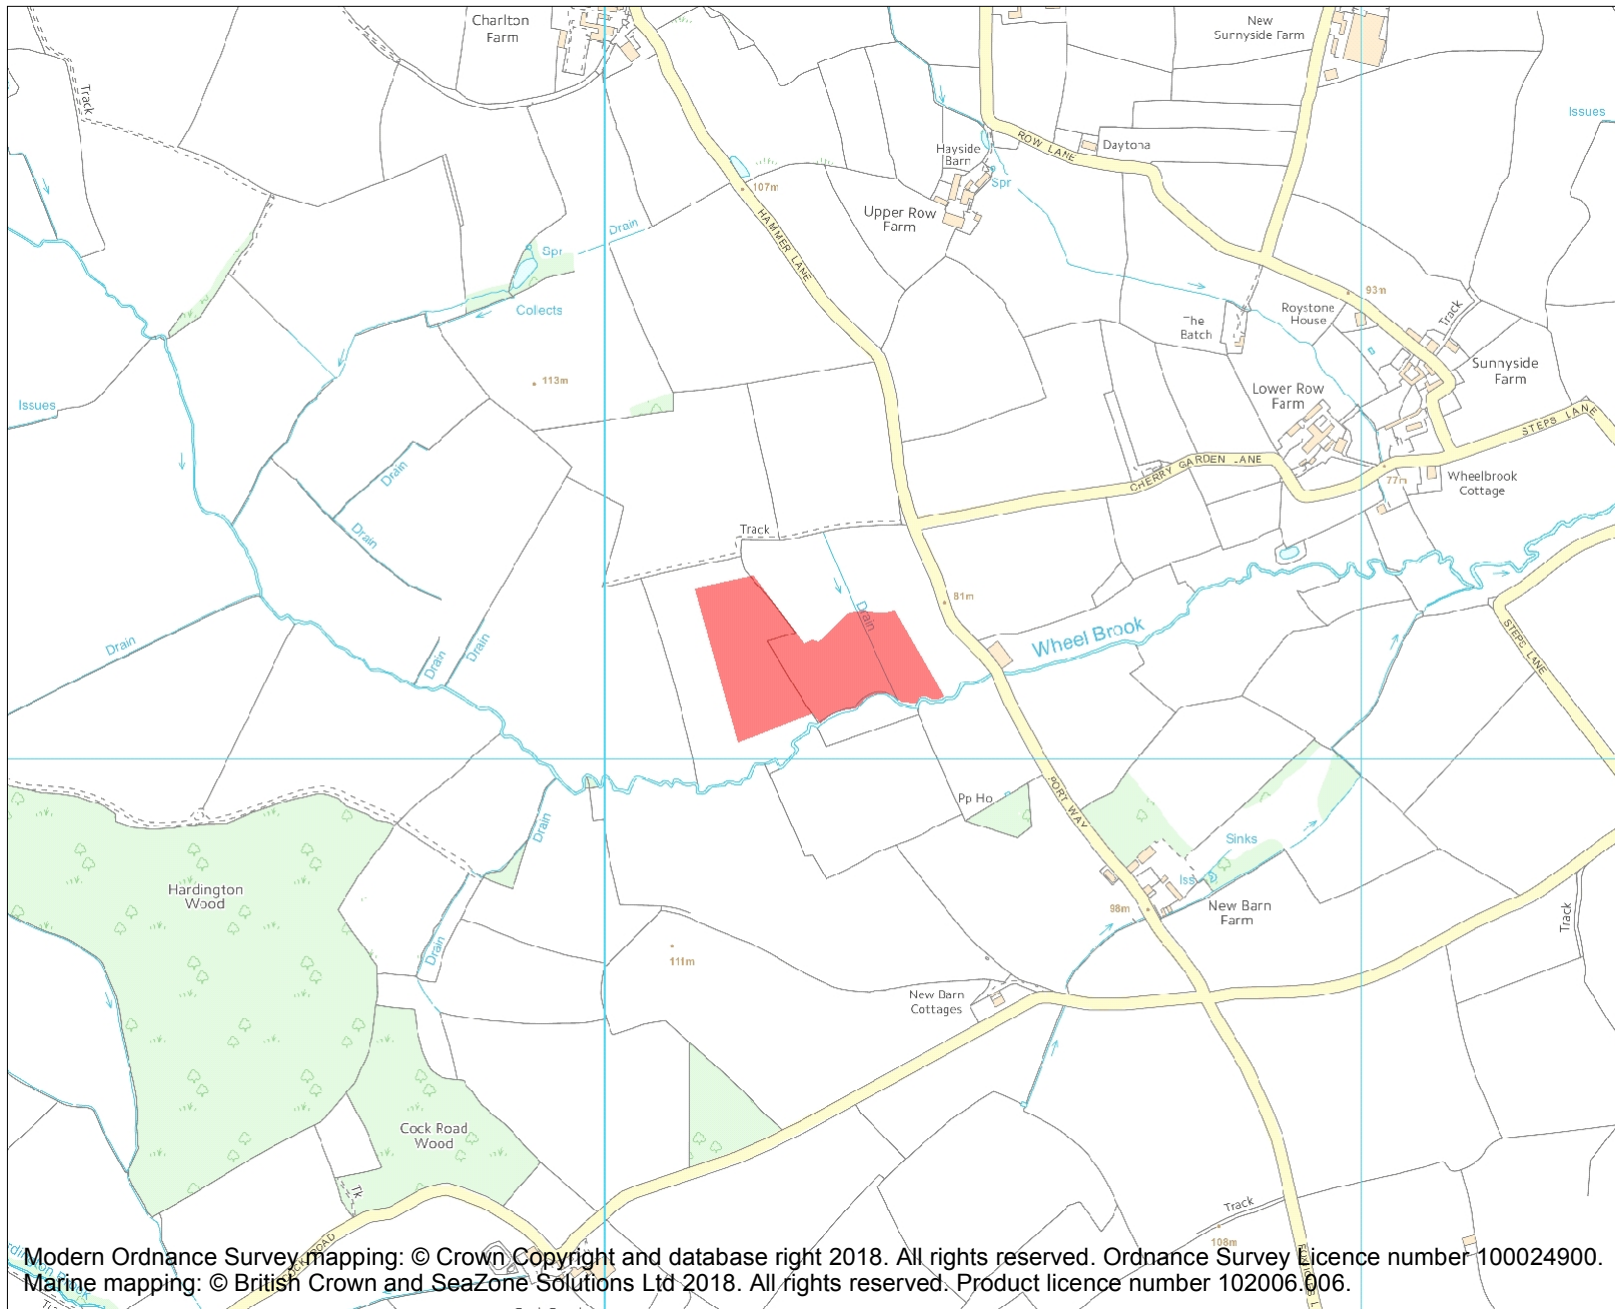 Charlton
Farm
New
Sunnyside Farm
Track
Issues
ROW LANE
Daytona
Hayside
Barn
Spr
107m
Upper Row
Farm
HAMMER LANE
Drain
Spr
Collects
93m
Roystone
House
Track
The
Batch
Sunnyside
Farm
113m
Lower Row
Farm
Issues
STEPS LANE
CHERRY GARDEN LANE
77m
Wheelbrook
Cottage
Drain
Drain
Track
81m
Drain
Wheel Brook
STEPS LANE
Drain
Drain
Drain
PORT WAY
Pp Ho
Drain
Sinks
Iss
Hardington
Wood
98m
New Barn
Farm
Track
Drain
111m
New Barn
Cottages
Cock Road
Wood
Tk
Track
108m
Modern Ordnance Survey mapping: © Crown Copyright and database right 2018. All rights reserved. Ordnance Survey Licence number 100024900.
Marine mapping: © British Crown and SeaZone Solutions Ltd 2018. All rights reserved. Product licence number 102006.006.